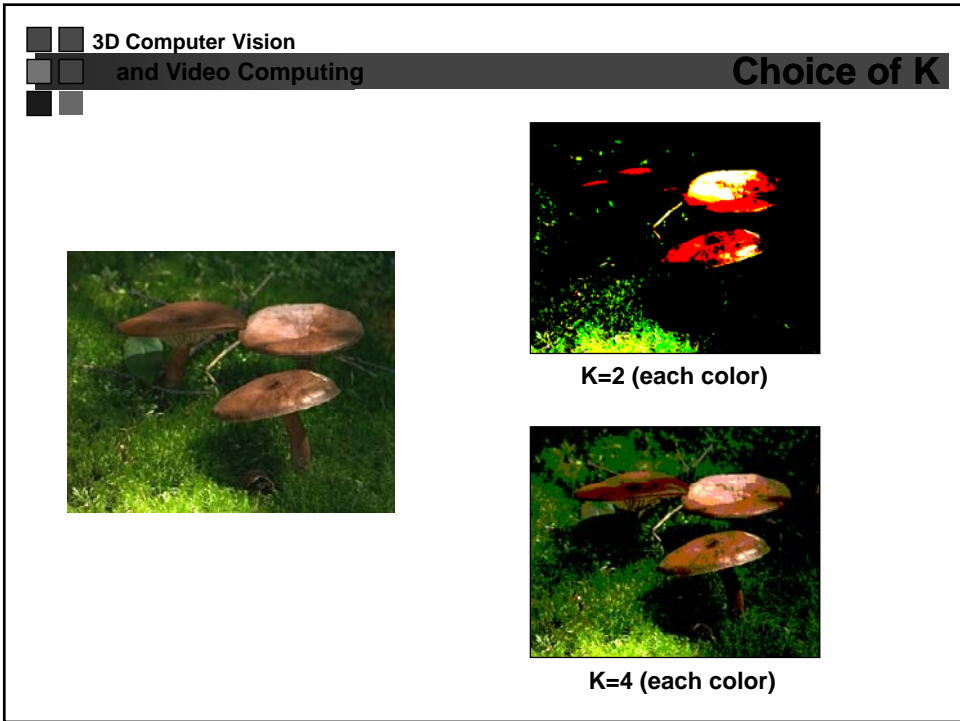 3D Computer Vision
and Video Computing
Choice of K
K=2 (each color)
K=4 (each color)